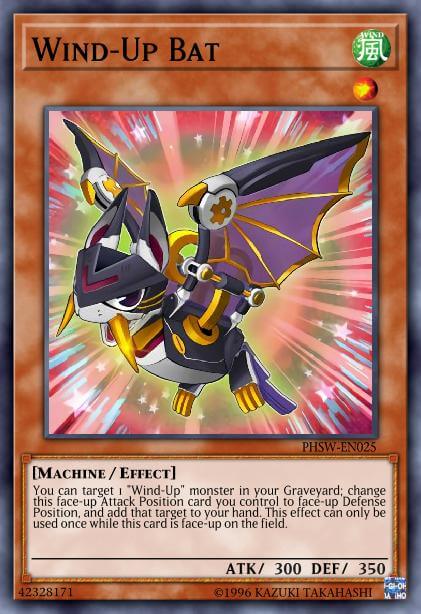 Wind-Up Bat
WIND
風
PHSW-EN025
[Machine / Effect]
You can target 1 "Wind-Up" monster in your Graveyard; change
this face-up Attack Position card you control to face-up Defense
Position, and add that target to your hand. This effect can only be
used once while this card is face-up on the field.
ATK/ 300 DEF/ 350
42328171
©1996 KAZUKI TAKAHASHI